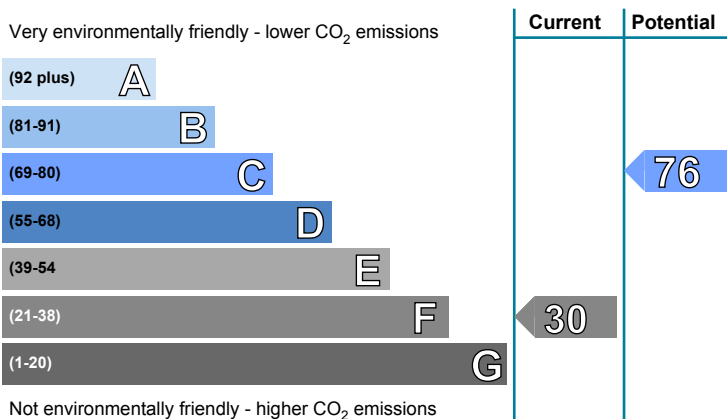 Current Potential
Very environmentally friendly - lower CO2 emissions
(92 plus) A
(81-91) B
(69-80) C 76
(55-68) D
(39-54 E
(21-38) F 30
(1-20) G
Not environmentally friendly - higher CO2 emissions